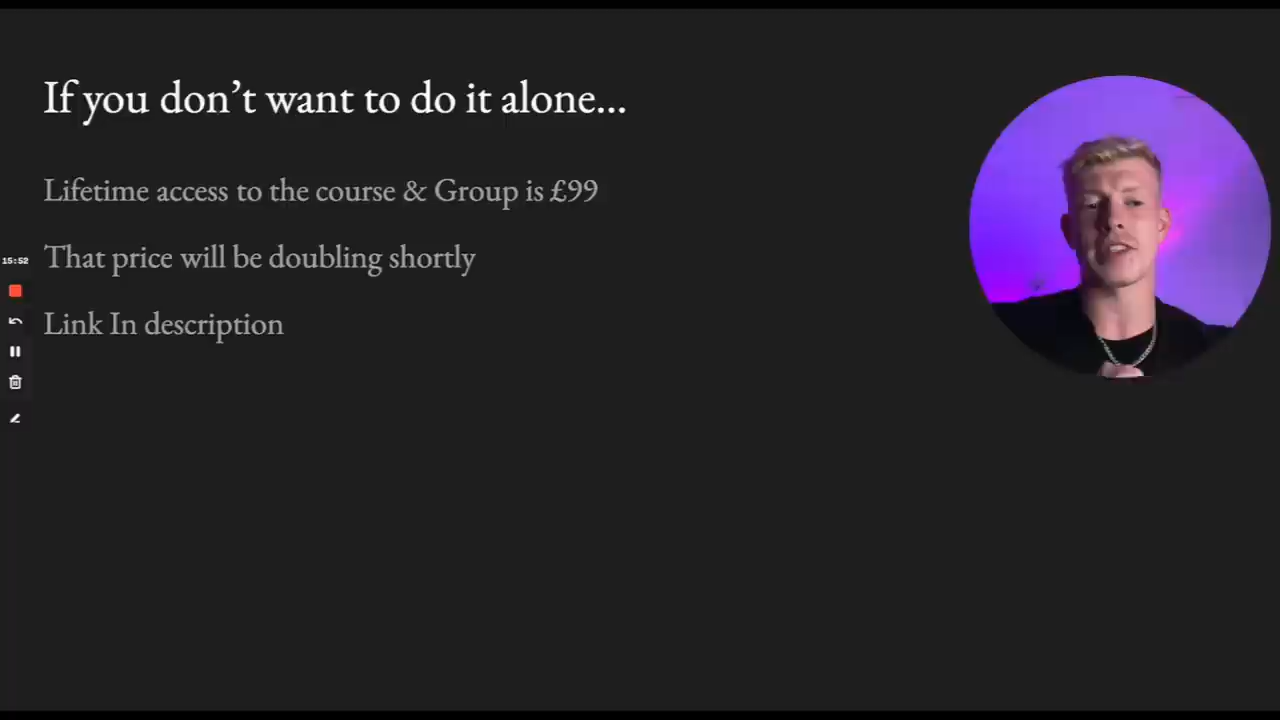 If you don’t want to do it alone...
Lifetime access to the course & Group is £99
That price will be doubling shortly
15:52
Link In description